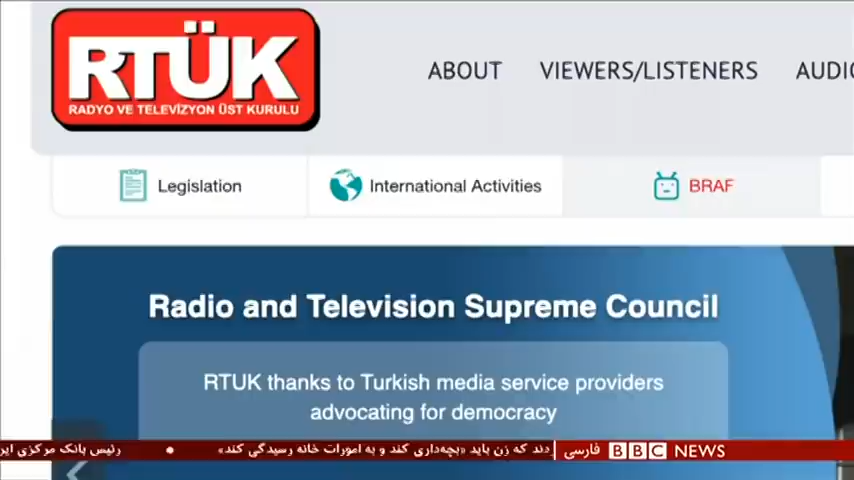 RTÜK
RADYO VE TELEVİZYON ÜST KURULU
ABOUT
VIEWERS/LISTENERS
Legislation
International Activities
BRAF
Radio and Television Supreme Council
RTUK thanks to Turkish media service providers
advocating for democracy
دند که زن باید «بچه‌داری کند و به امورات خانه رسیدگی کند» • رئیس بانک مرکزی
BBC NEWS فارسی